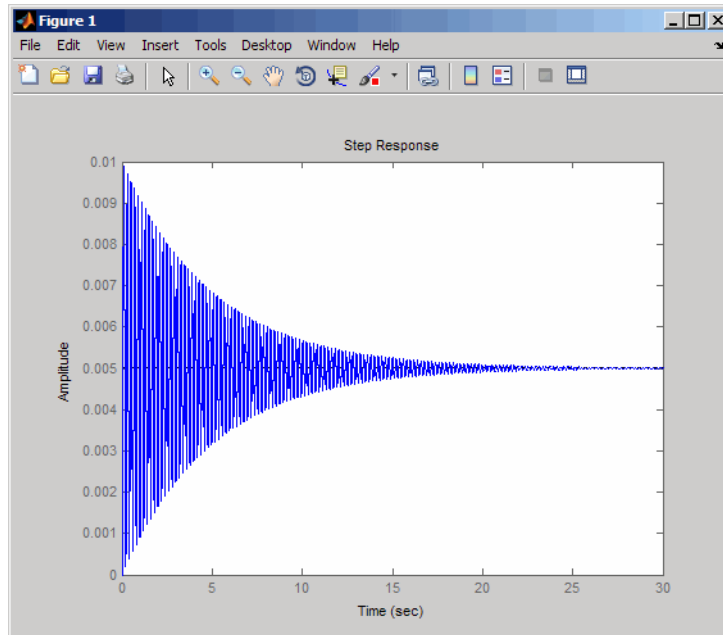 Figure 1
File Edit View Insert Tools Desktop Window Help
Step Response
Amplitude
0.01
0.009
0.008
0.007
0.006
0.005
0.004
0.003
0.002
0.001
0
0 5 10 15 20 25 30
Time (sec)